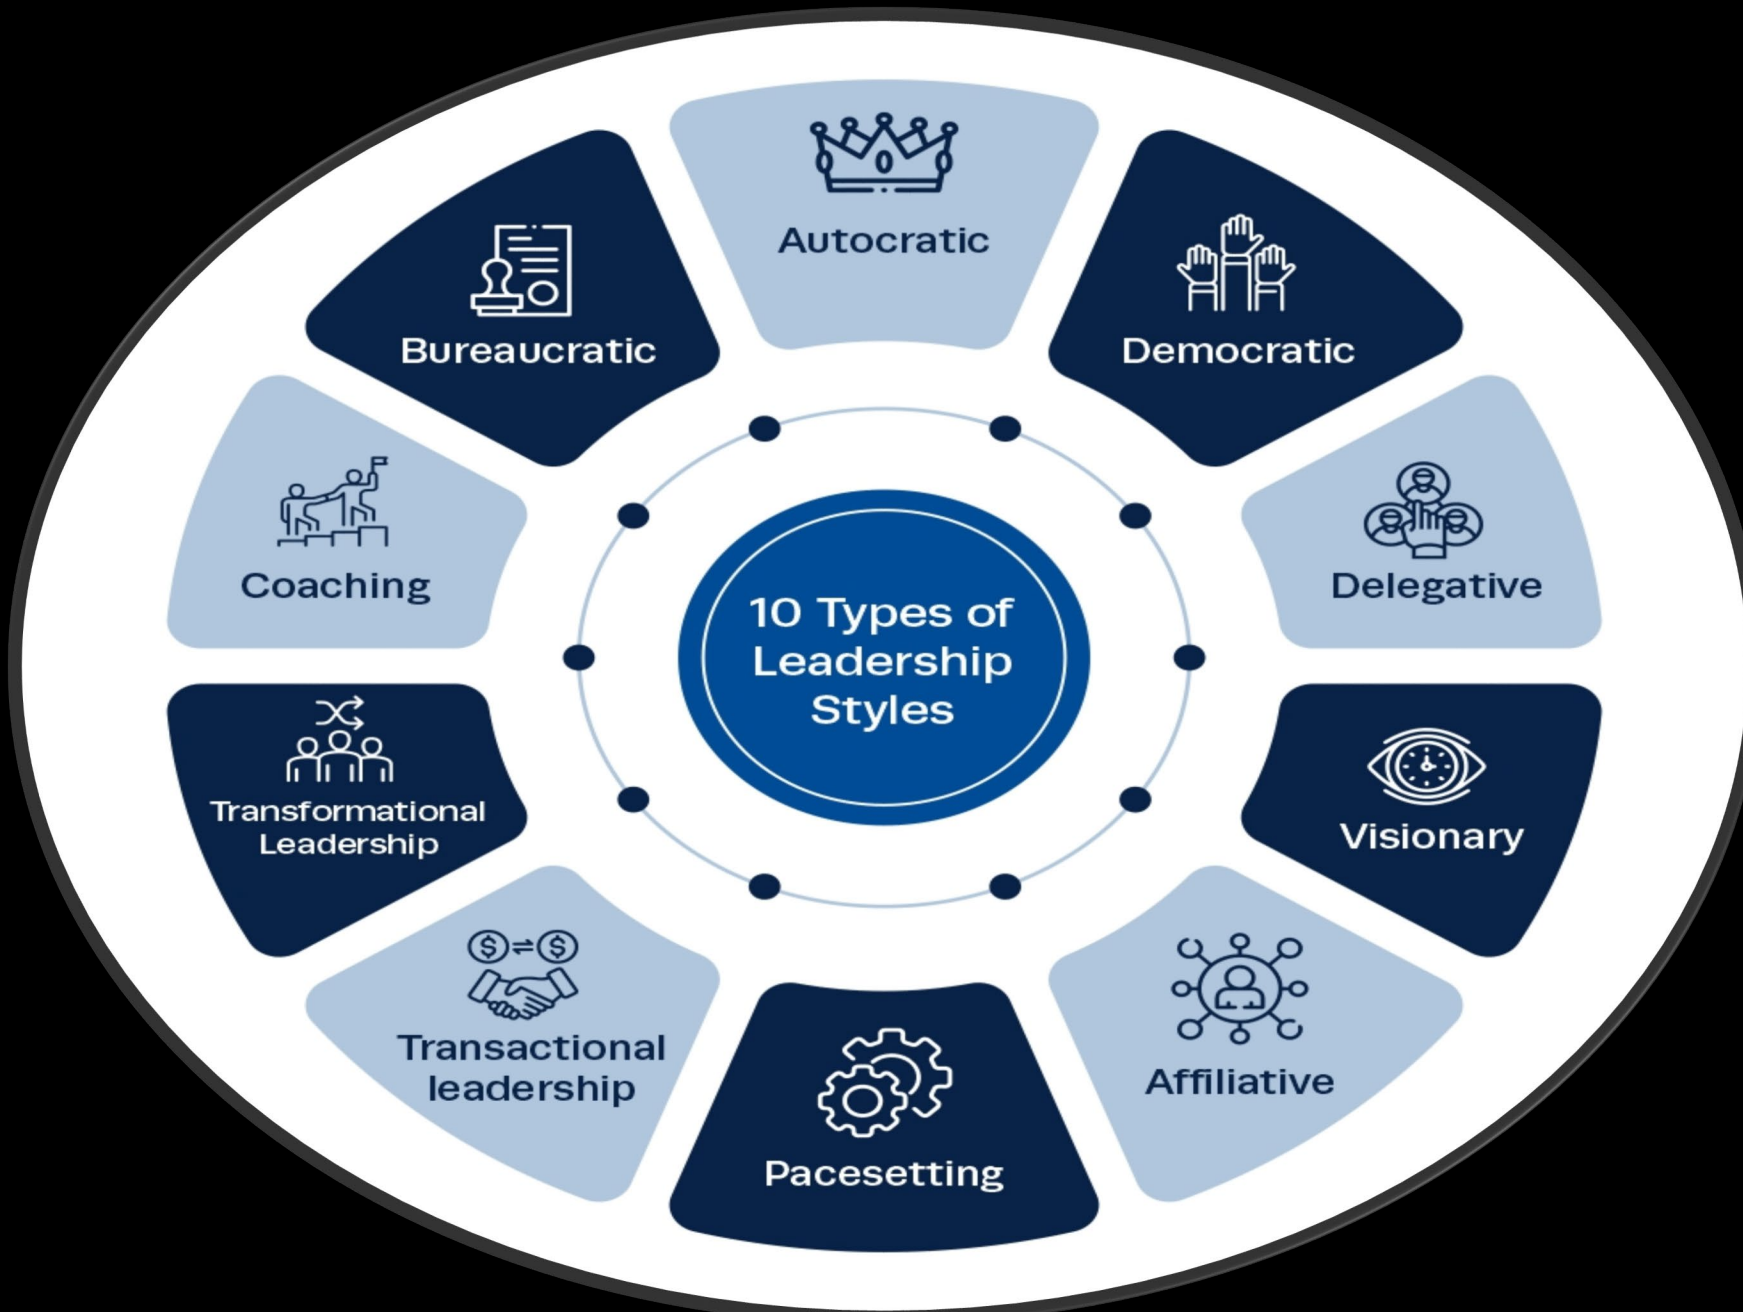 10 Types of
Leadership
Styles
Autocratic
Democratic
Delegative
Visionary
Affiliative
Pacesetting
Transactional
leadership
Transformational
Leadership
Coaching
Bureaucratic